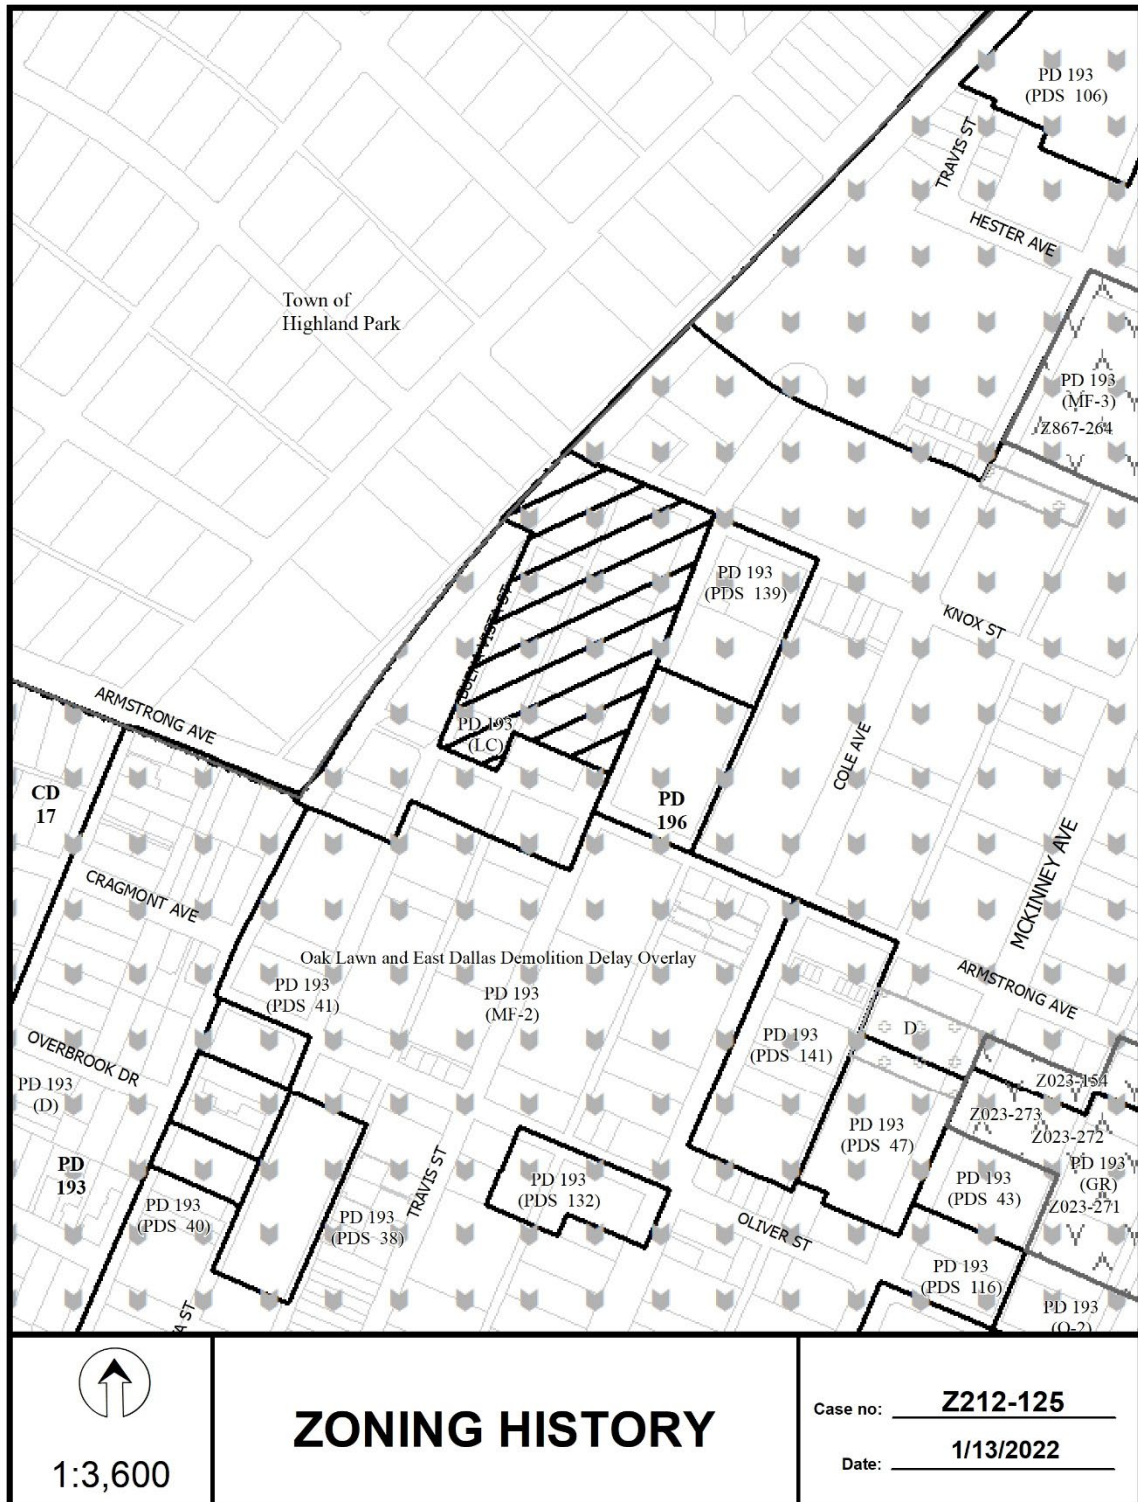 PD 193
(PDS 106)
TRAVIS ST
HESTER AVE
Town of
Highland Park
PD 193
(MF-3)
Z867-264
PD 193
(PDS 139)
KNOX ST
BUENA VISTA ST
ARMSTRONG AVE
PD 193
(LC)
COLE AVE
CD
17
PD
196
MCKINNEY AVE
CRAGMONT AVE
Oak Lawn and East Dallas Demolition Delay Overlay
PD 193
(PDS 41)
PD 193
(MF-2)
ARMSTRONG AVE
D
PD 193
(PDS 141)
OVERBROOK DR
PD 193
(D)
Z023-154
Z023-273
Z023-272
PD 193
(PDS 47)
PD
193
PD 193
(GR)
PD 193
(PDS 43)
Z023-271
PD 193
(PDS 132)
TRAVIS ST
PD 193
(PDS 40)
PD 193
(PDS 38)
OLIVER ST
PD 193
(PDS 116)
PD 193
(O-2)
TA ST
1:3,600
ZONING HISTORY
Case no: Z212-125
Date: 1/13/2022